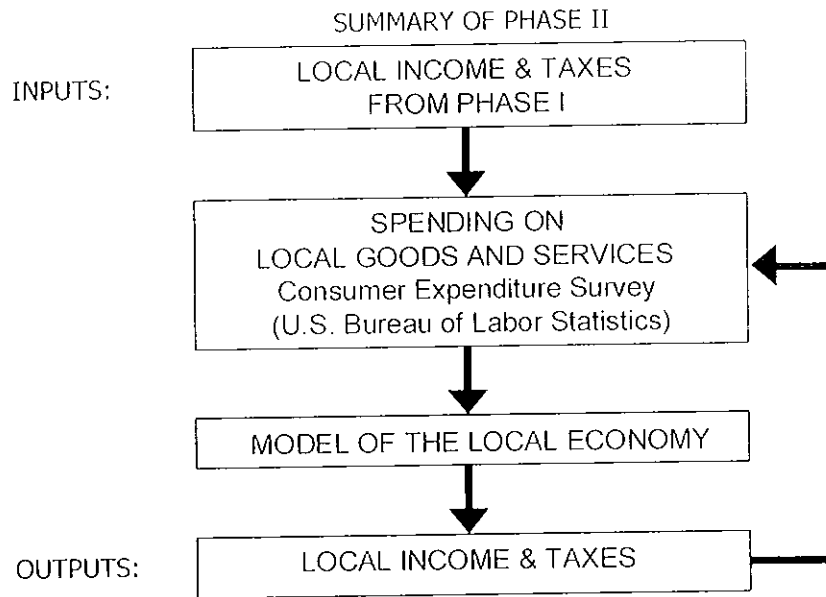 SUMMARY OF PHASE II
INPUTS:
LOCAL INCOME & TAXES
FROM PHASE I
SPENDING ON
LOCAL GOODS AND SERVICES
Consumer Expenditure Survey
(U.S. Bureau of Labor Statistics)
MODEL OF THE LOCAL ECONOMY
OUTPUTS:
LOCAL INCOME & TAXES